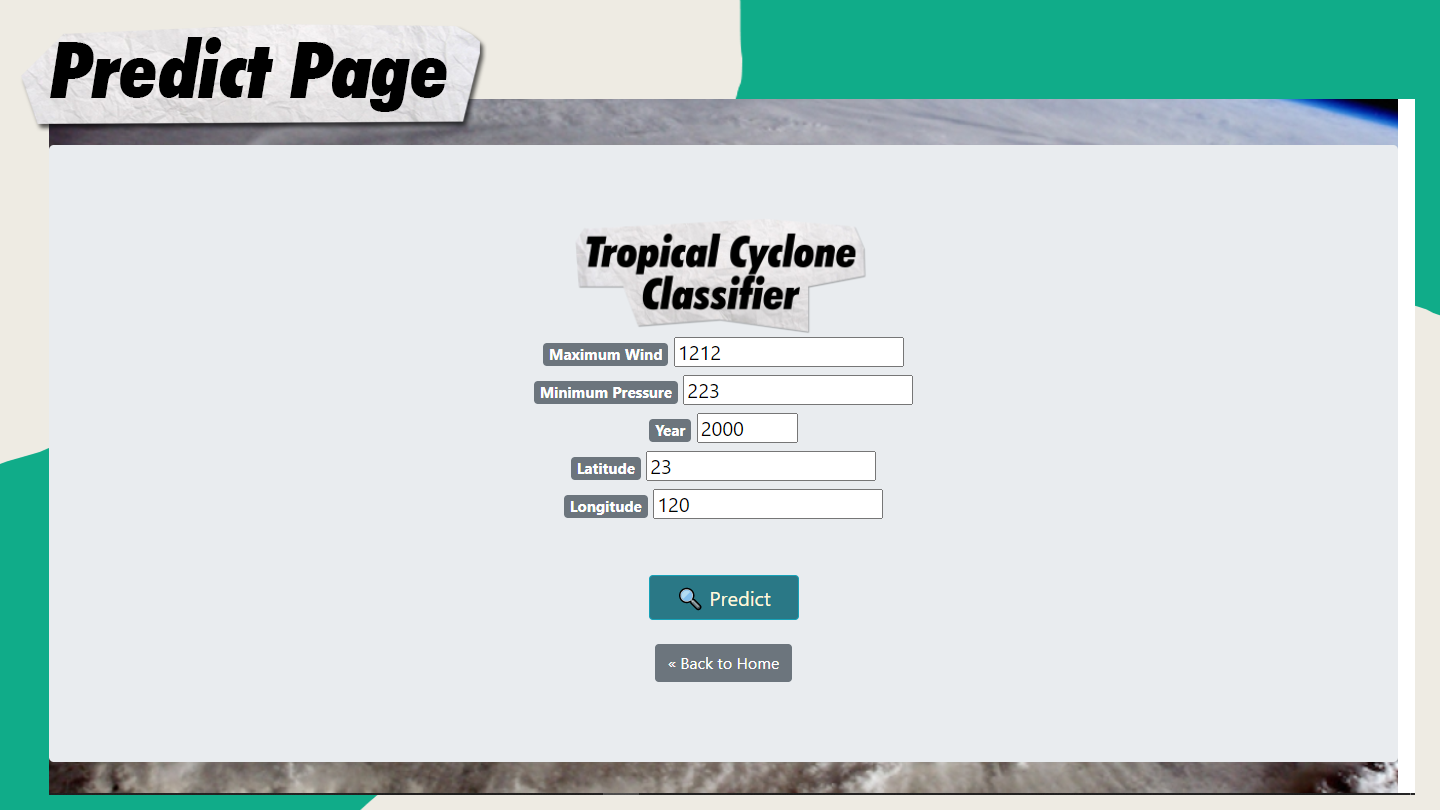 Predict Page
Tropical Cyclone
Classifier
Maximum Wind 1212
Minimum Pressure 223
Year 2000
Latitude 23
Longitude 120
🔍 Predict
« Back to Home